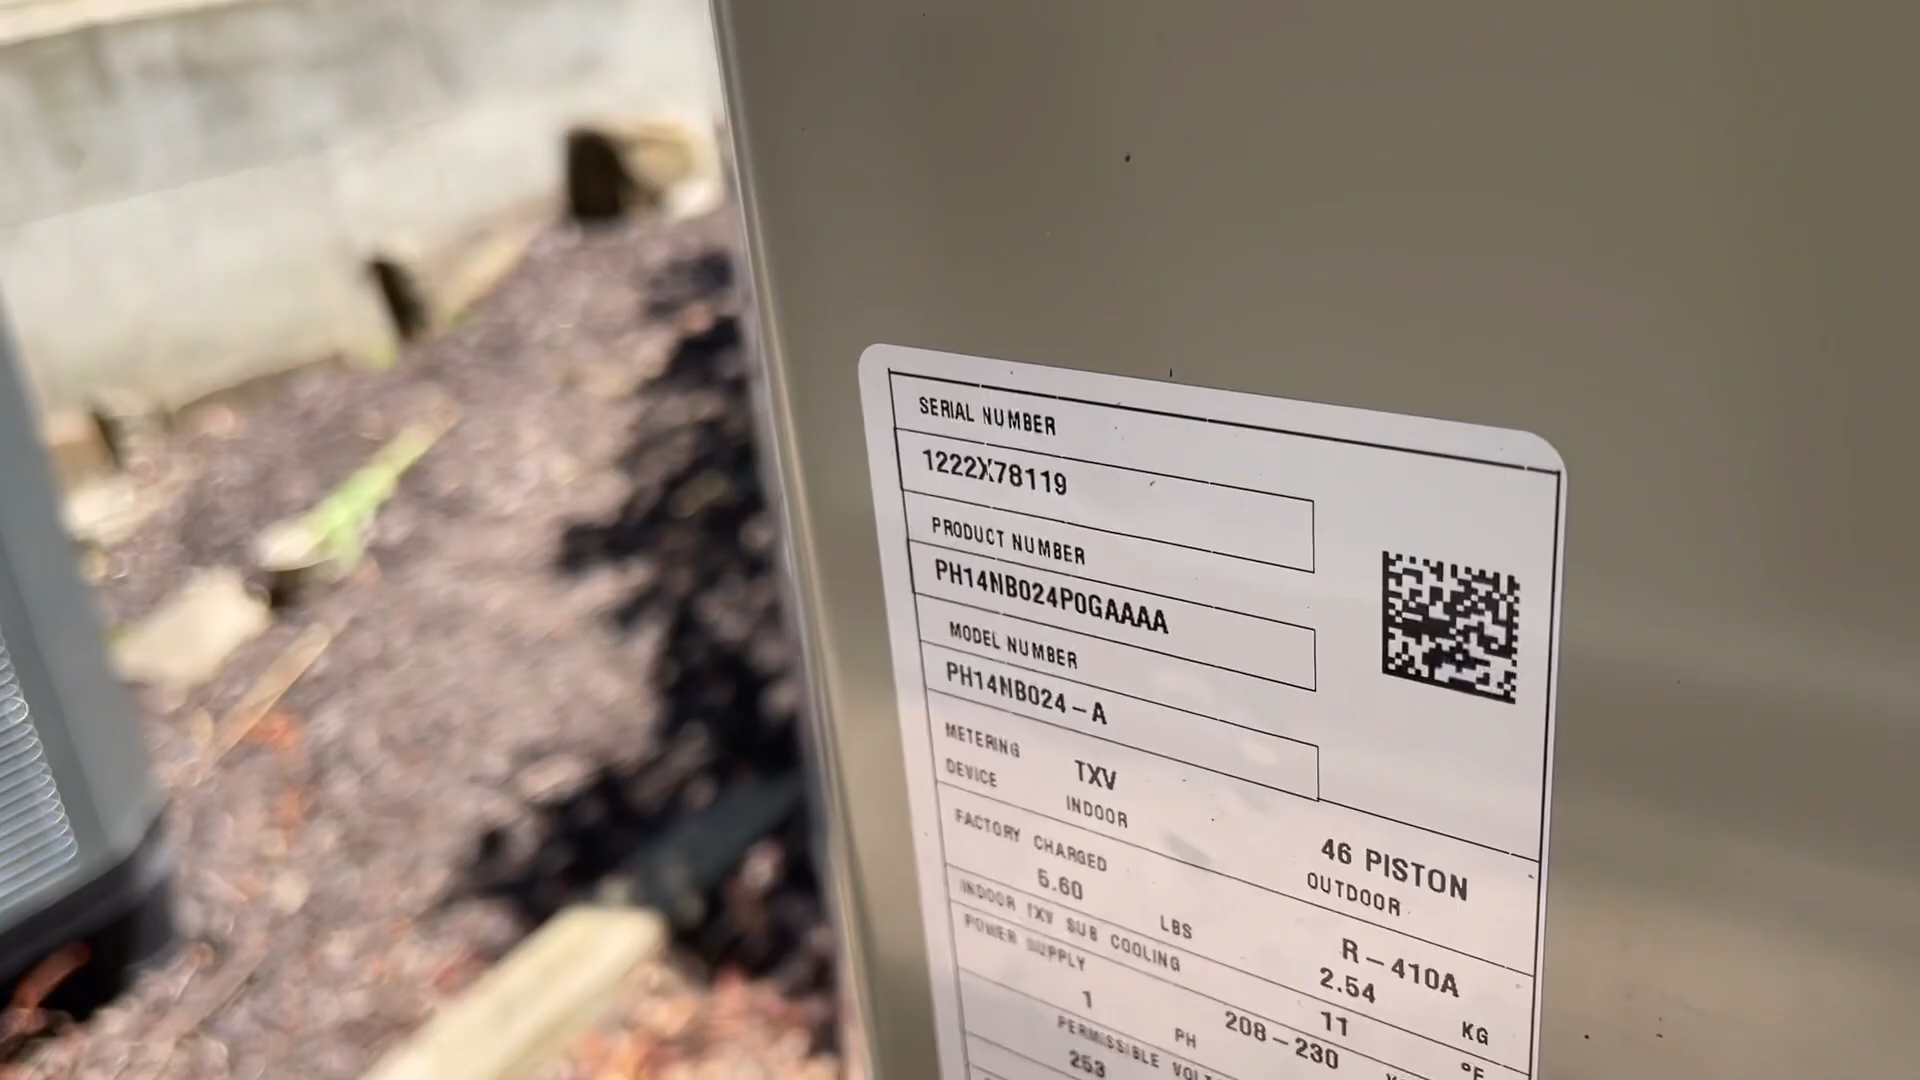 SERIAL NUMBER
1222X78119
PRODUCT NUMBER
PH14NB024P0GAAAA
MODEL NUMBER
PH14NB024-A
METERING DEVICE
TXV INDOOR
46 PISTON OUTDOOR
FACTORY CHARGED
R-410A
5.60 LBS
2.54 KG
INDOOR TXV SUB COOLING
11 °F
POWER SUPPLY
1 PH
208-230
PERMISSIBLE
253